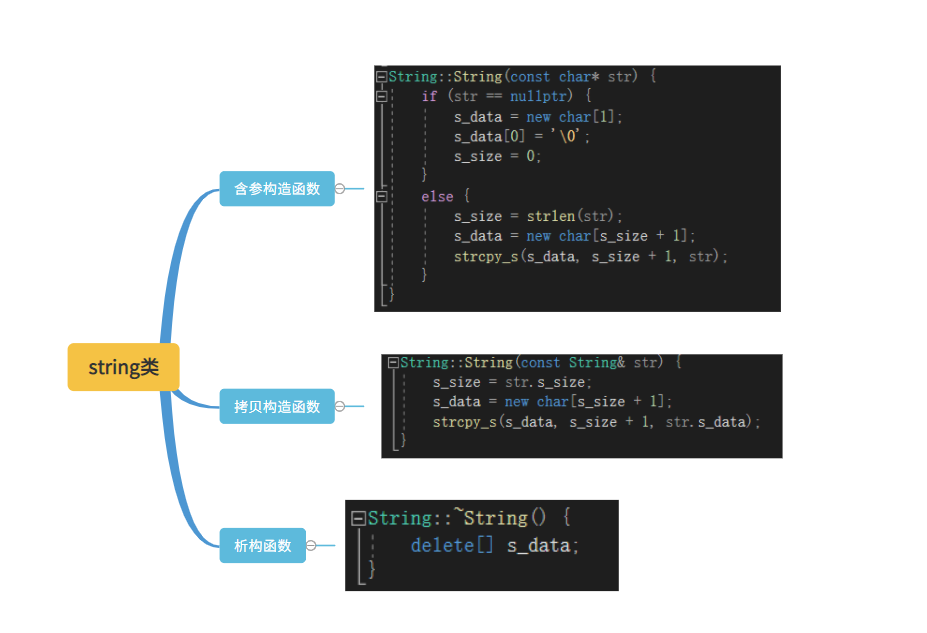 string类
含参构造函数
String::String(const char* str) {
if (str == nullptr) {
s_data = new char[1];
s_data[0] = '\0';
s_size = 0;
}
else {
s_size = strlen(str);
s_data = new char[s_size + 1];
strcpy_s(s_data, s_size + 1, str);
}
}
拷贝构造函数
String::String(const String& str) {
s_size = str.s_size;
s_data = new char[s_size + 1];
strcpy_s(s_data, s_size + 1, str.s_data);
}
析构函数
String::~String() {
delete[] s_data;
}